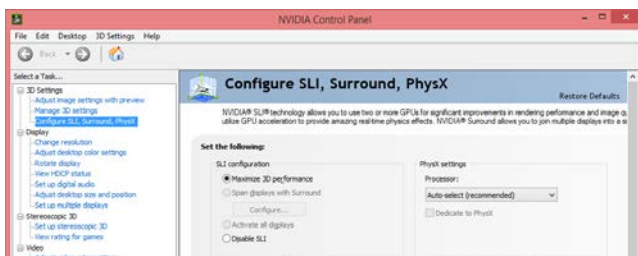 NVIDIA Control Panel
File Edit Desktop 3D Settings Help
Back
Select a Task...
3D Settings
Adjust image settings with preview
Manage 3D settings
Configure SLI, Surround, PhysX
Display
Change resolution
Adjust desktop color settings
Rotate display
View HDCP status
Set up digital audio
Adjust desktop size and position
Set up multiple displays
Stereoscopic 3D
Set up stereoscopic 3D
View rating for games
Video
Configure SLI, Surround, PhysX
Restore Defaults
NVIDIA® SLI® technology allows you to use two or more GPUs for significant improvements in rendering performance and image
utilize GPU acceleration to provide amazing real-time physics effects. NVIDIA® Surround allows you to join multiple displays into a
Set the following:
SLI configuration
Maximize 3D performance
Span displays with Surround
Configure...
Activate all displays
Disable SLI
PhysX settings
Processor:
Auto-select (recommended)
Dedicate to PhysX